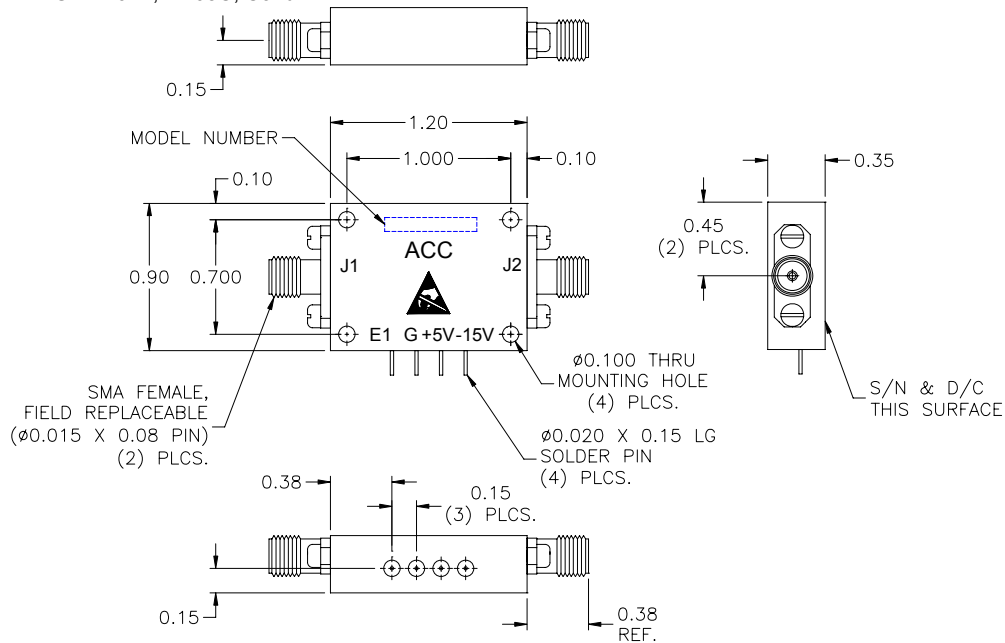 0.15
1.20
MODEL NUMBER
1.000
0.10
0.35
0.10
0.45
(2) PLCS.
ACC
J1
J2
0.90
0.700
E1 G +5V -15V
SMA FEMALE,
FIELD REPLACEABLE
(ø0.015 X 0.08 PIN)
(2) PLCS.
ø0.100 THRU
MOUNTING HOLE
(4) PLCS.
S/N & D/C
THIS SURFACE
ø0.020 X 0.15 LG
SOLDER PIN
(4) PLCS.
0.38
0.15
(3) PLCS.
0.15
0.38
REF.